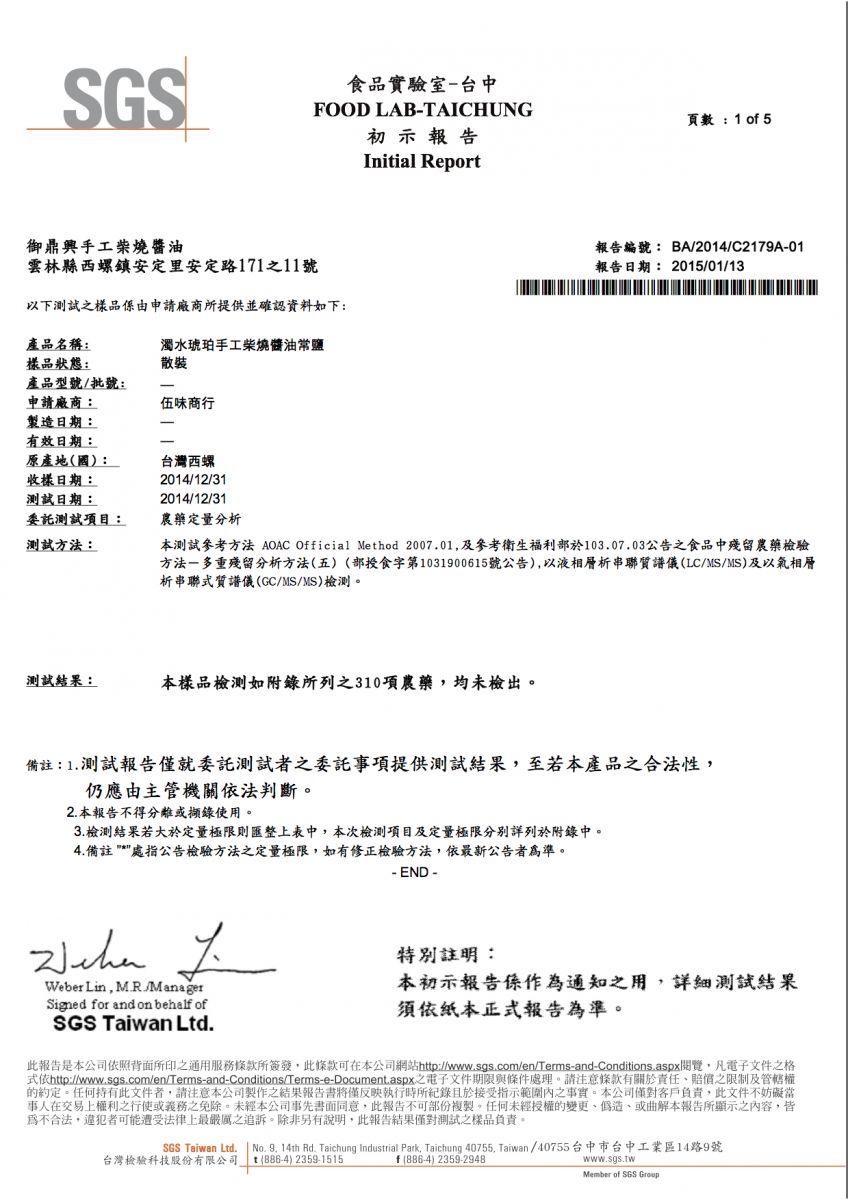 SGS
食品實驗室-台中
FOOD LAB-TAICHUNG
初 示 報 告
Initial Report
頁數 : 1 of 5
御鼎興手工柴燒醬油
雲林縣西螺鎮安定里安定路171之11號
報告編號： BA/2014/C2179A-01
報告日期： 2015/01/13
以下測試之樣品係由申請廠商所提供並確認資料如下:
產品名稱: 濁水琥珀手工柴燒醬油常鹽
樣品狀態: 散裝
產品型號/批號: —
申請廠商： 伍味商行
製造日期： —
有效日期： —
原產地(國)： 台灣西螺
收樣日期： 2014/12/31
測試日期： 2014/12/31
委託測試項目： 農藥定量分析
測試方法： 本測試參考方法 AOAC Official Method 2007.01,及參考衛生福利部於103.07.03公告之食品中殘留農藥檢驗
方法－多重殘留分析方法(五) (部授食字第1031900615號公告),以液相層析串聯質譜儀(LC/MS/MS)及以氣相層
析串聯式質譜儀(GC/MS/MS)檢測。
測試結果： 本樣品檢測如附錄所列之310項農藥，均未檢出。
備註：1.測試報告僅就委託測試者之委託事項提供測試結果，至若本產品之合法性，
仍應由主管機關依法判斷。
2.本報告不得分離或擷錄使用。
3.檢測結果若大於定量極限則匯整上表中，本次檢測項目及定量極限分別詳列於附錄中。
4.備註 "*"處指公告檢驗方法之定量極限，如有修正檢驗方法，依最新公告者為準。
- END -
Weber Lin
Weber Lin , M.R./Manager
Signed for and on behalf of
SGS Taiwan Ltd.
特別註明：
本初示報告係作為通知之用，詳細測試結果
須依紙本正式報告為準。
此報告是本公司依照背面所印之通用服務條款所簽發，此條款可在本公司網站http://www.sgs.com/en/Terms-and-Conditions.aspx閱覽，凡電子文件之格
式依http://www.sgs.com/en/Terms-and-Conditions/Terms-e-Document.aspx之電子文件期限與條件處理。請注意條款有關於責任、賠償之限制及管轄權
的約定。任何持有此文件者，請注意本公司製作之結果報告書將僅反映執行時所紀錄且於接受指示範圍內之事實。本公司僅對客戶負責，此文件不妨礙當
事人在交易上權利之行使或義務之免除。未經本公司事先書面同意，此報告不可部份複製。任何未經授權的變更、偽造、或曲解本報告所顯示之內容，皆
為不合法，違犯者可能遭受法律上最嚴厲之追訴。除非另有說明，此報告結果僅對測試之樣品負責。
SGS Taiwan Ltd. No. 9, 14th Rd. Taichung Industrial Park, Taichung 40755, Taiwan /40755台中市台中工業區14路9號
台灣檢驗科技股份有限公司 t (886-4) 2359-1515 f (886-4) 2359-2948 www.sgs.tw
Member of SGS Group